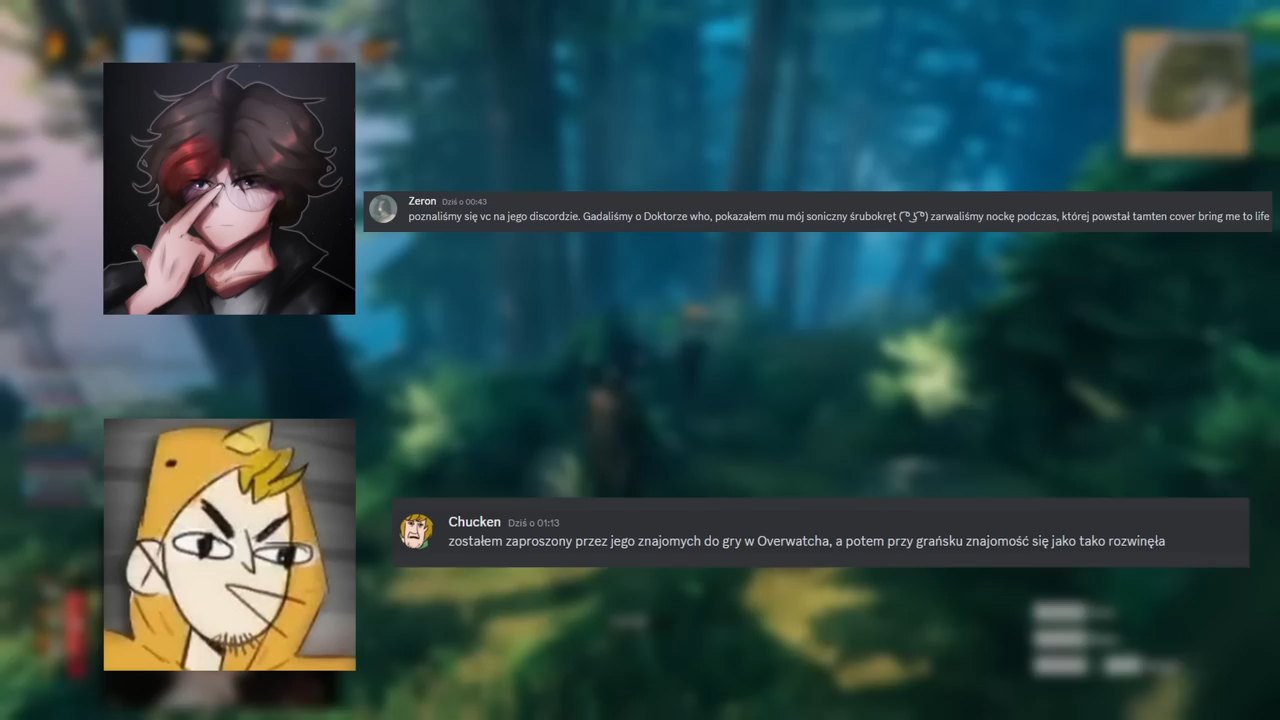 Zeron Dziś o 00:43
poznaliśmy się vc na jego discordzie. Gadaliśmy o Doktorze who, pokazałem mu mój soniczny śrubokręt ( ͡° ͜ʖ ͡°) zarwaliśmy nockę podczas, której powstał tamten cover bring me to life
Chucken Dziś o 01:13
zostałem zaproszony przez jego znajomych do gry w Overwatcha, a potem przy grańsku znajomość się jako tako rozwinęła